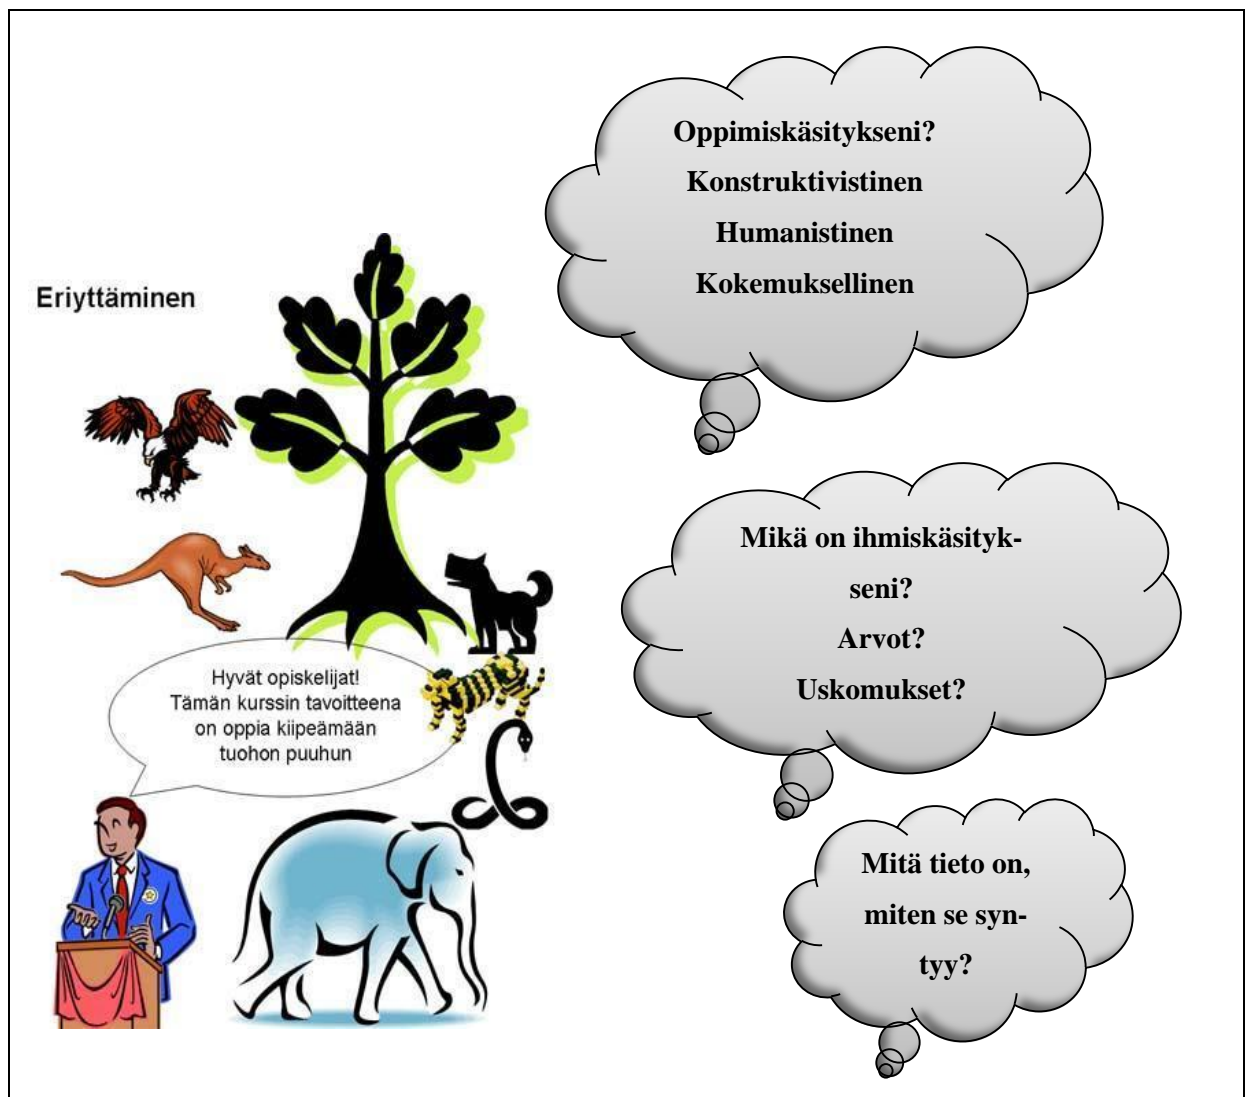 Eriyttäminen
Hyvät opiskelijat!
Tämän kurssin tavoitteena
on oppia kiipeämään
tuohon puuhun
Oppimiskäsitykseni?
Konstruktivistinen
Humanistinen
Kokemuksellinen
Mikä on ihmiskäsityk-
seni?
Arvot?
Uskomukset?
Mitä tieto on,
miten se syn-
tyy?